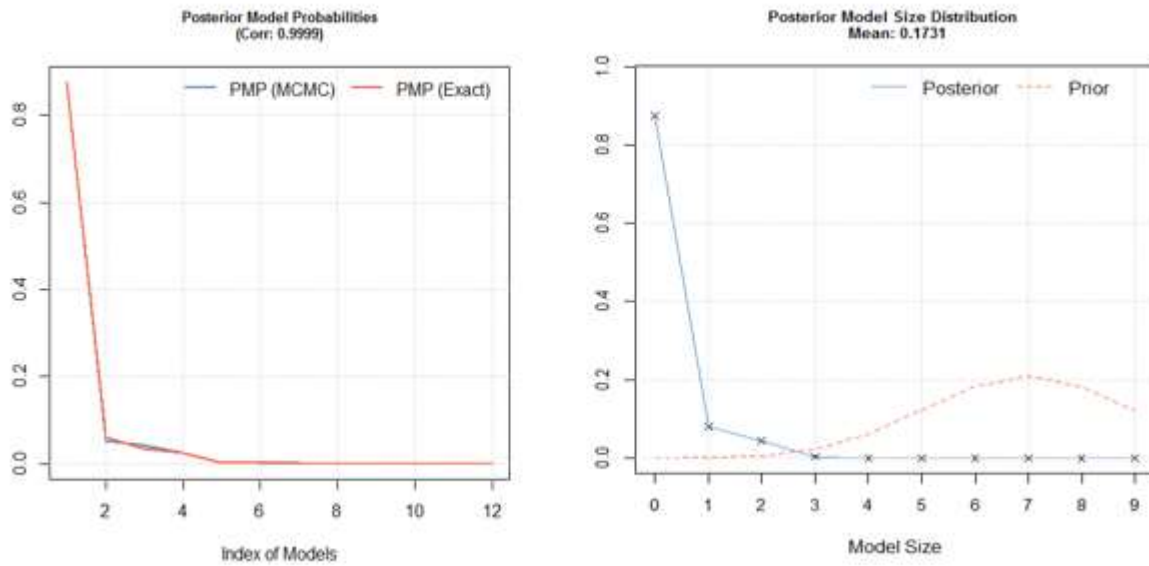 Posterior Model Probabilities
(Corr: 0.9999)
PMP (MCMC) PMP (Exact)
0.8
0.6
0.4
0.2
0.0
2 4 6 8 10 12
Index of Models
Posterior Model Size Distribution
Mean: 0.1731
Posterior Prior
1.0
0.8
0.6
0.4
0.2
0.0
0 1 2 3 4 5 6 7 8 9
Model Size